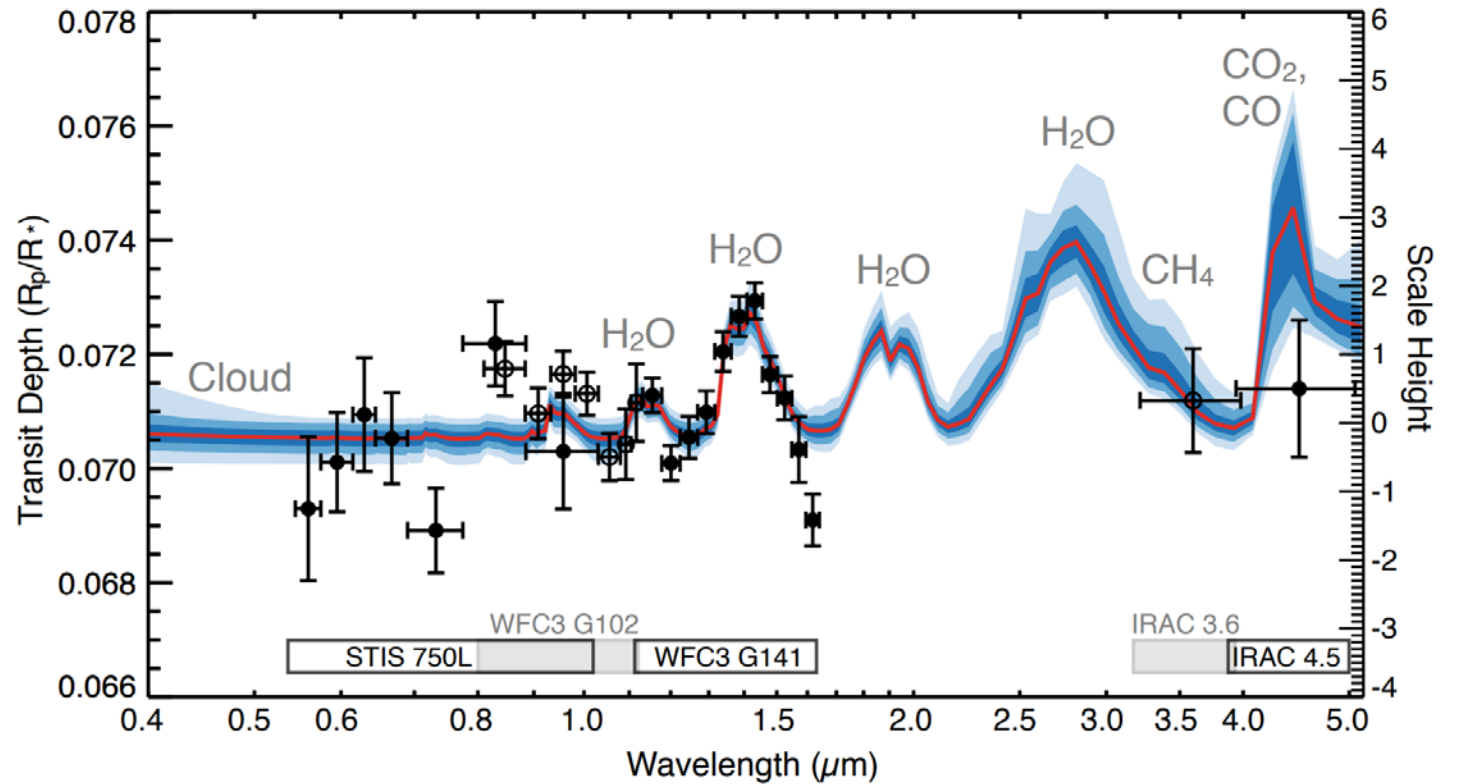 0.078
0.076
0.074
0.072
0.070
0.068
0.066
Transit Depth (Rp/R*)
6
5
4
3
2
1
0
-1
-2
-3
-4
Scale Height
CO₂,
CO
H₂O
H₂O
H₂O
CH₄
H₂O
Cloud
WFC3 G102
IRAC 3.6
STIS 750L
WFC3 G141
IRAC 4.5
0.4 0.5 0.6 0.8 1.0 1.5 2.0 2.5 3.0 3.5 4.0 5.0
Wavelength (μm)